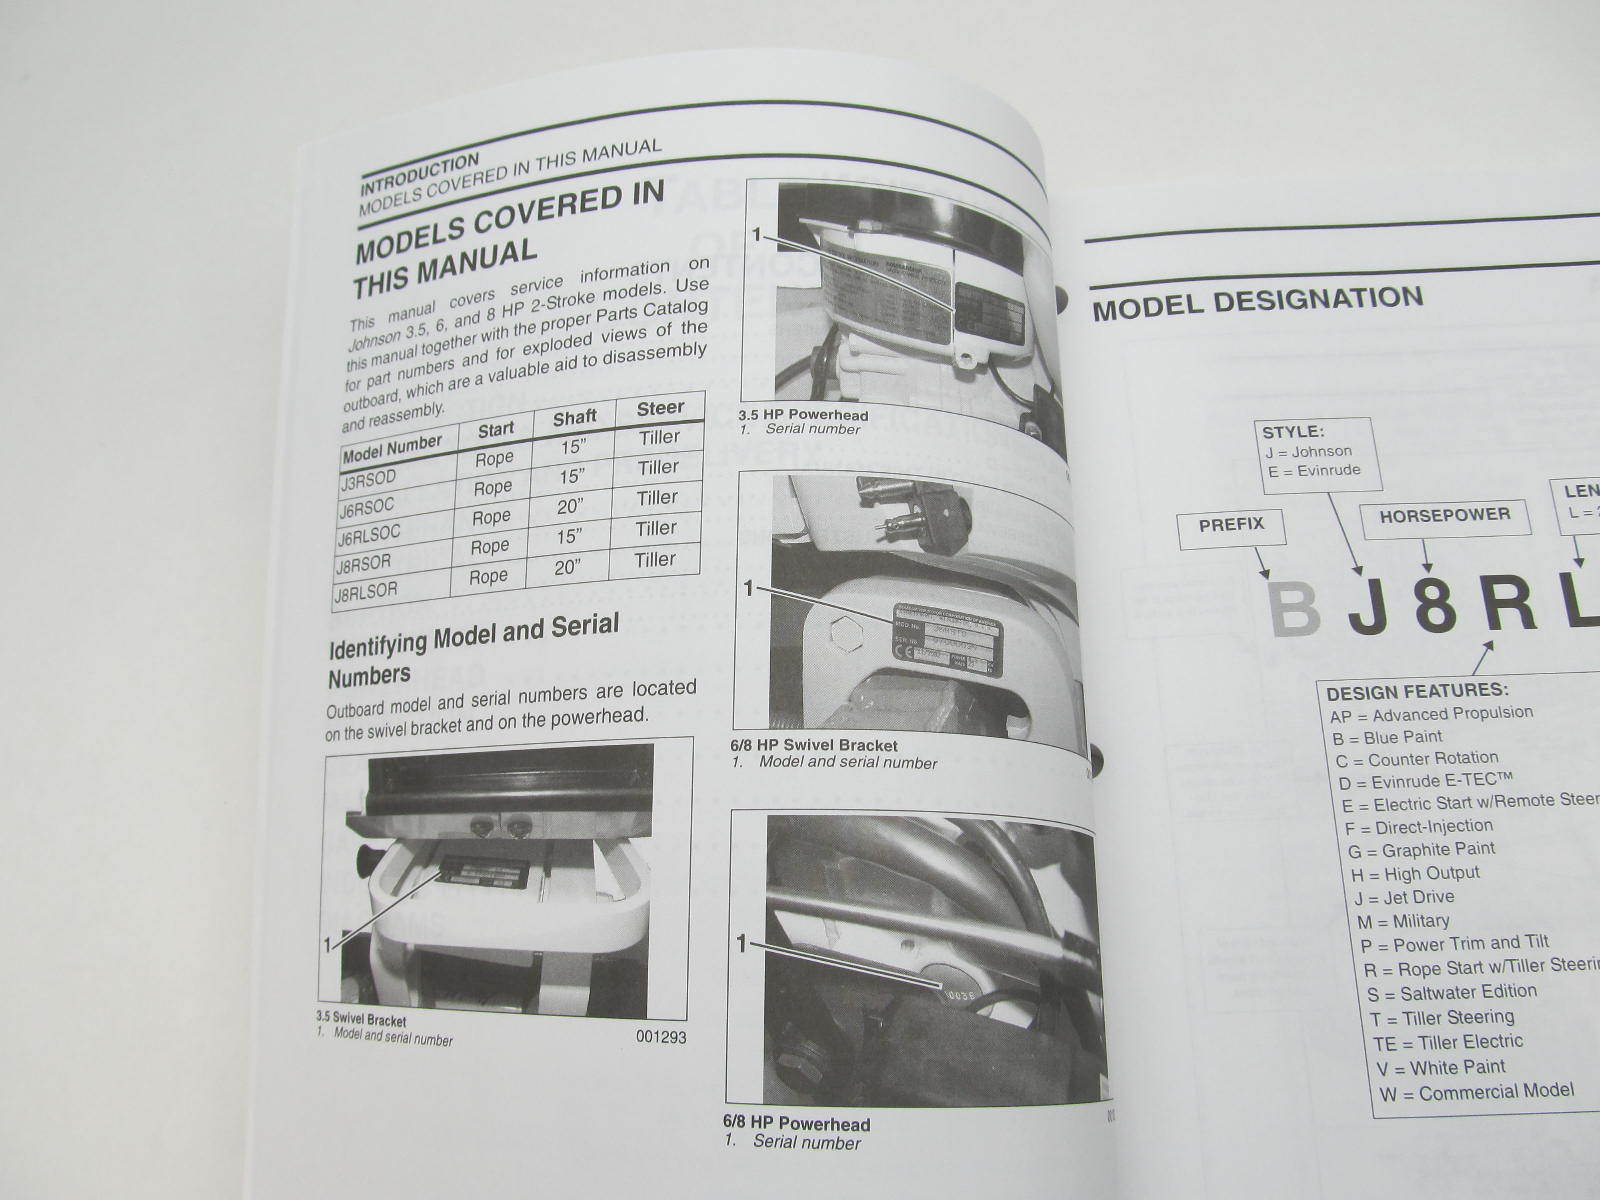 INTRODUCTION
MODELS COVERED IN THIS MANUAL
MODELS COVERED IN
THIS MANUAL
This manual covers service information on
Johnson 3.5, 6, and 8 HP 2-Stroke models. Use
this manual together with the proper Parts Catalog
for part numbers and for exploded views of the
outboard, which are a valuable aid to disassembly
and reassembly.
Model Number Start Shaft Steer
J3RSOD Rope 15" Tiller
J6RSOC Rope 15" Tiller
J6RLSOC Rope 20" Tiller
J8RSOR Rope 15" Tiller
J8RLSOR Rope 20" Tiller
Identifying Model and Serial
Numbers
Outboard model and serial numbers are located
on the swivel bracket and on the powerhead.
1
3.5 Swivel Bracket
1. Model and serial number
001293
1
3.5 HP Powerhead
1. Serial number
1
MOD. No.
SER. No.
CE
6/8 HP Swivel Bracket
1. Model and serial number
1
0036
6/8 HP Powerhead
1. Serial number
MODEL DESIGNATION
STYLE:
J = Johnson
E = Evinrude
PREFIX
HORSEPOWER
L =
B J 8 R L
DESIGN FEATURES:
AP = Advanced Propulsion
B = Blue Paint
C = Counter Rotation
D = Evinrude E-TEC™
E = Electric Start w/Remote
F = Direct-Injection
G = Graphite Paint
H = High Output
J = Jet Drive
M = Military
P = Power Trim and Tilt
R = Rope Start w/Tiller
S = Saltwater Edition
T = Tiller Steering
TE = Tiller Electric
V = White Paint
W = Commercial Model